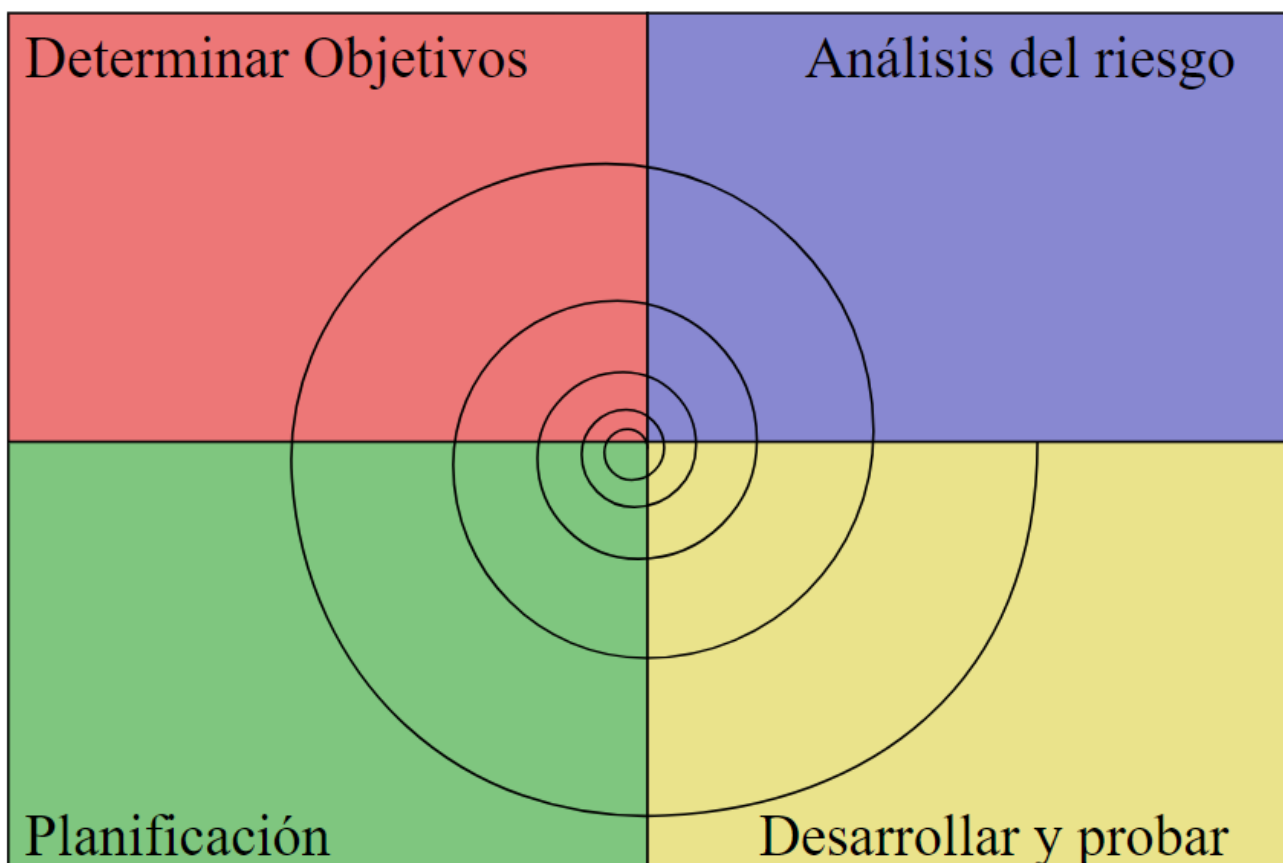 Determinar Objetivos
Análisis del riesgo
Planificación
Desarrollar y probar